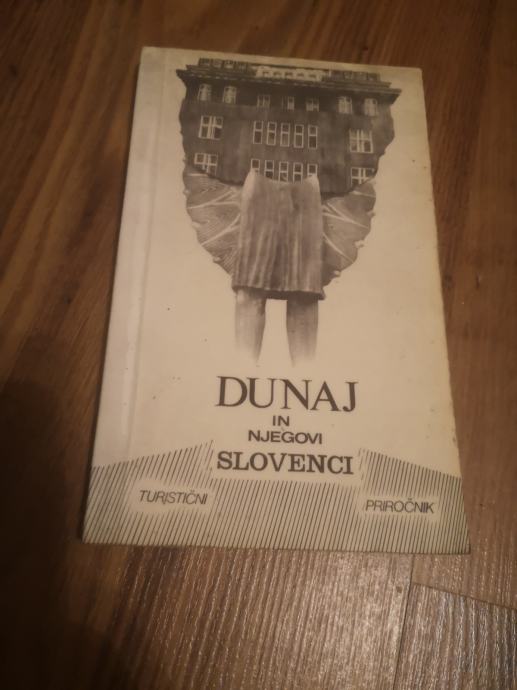 DUNAJ
IN
NJEGOVI
SLOVENCI
TURISTIČNI
PRIROČNIK